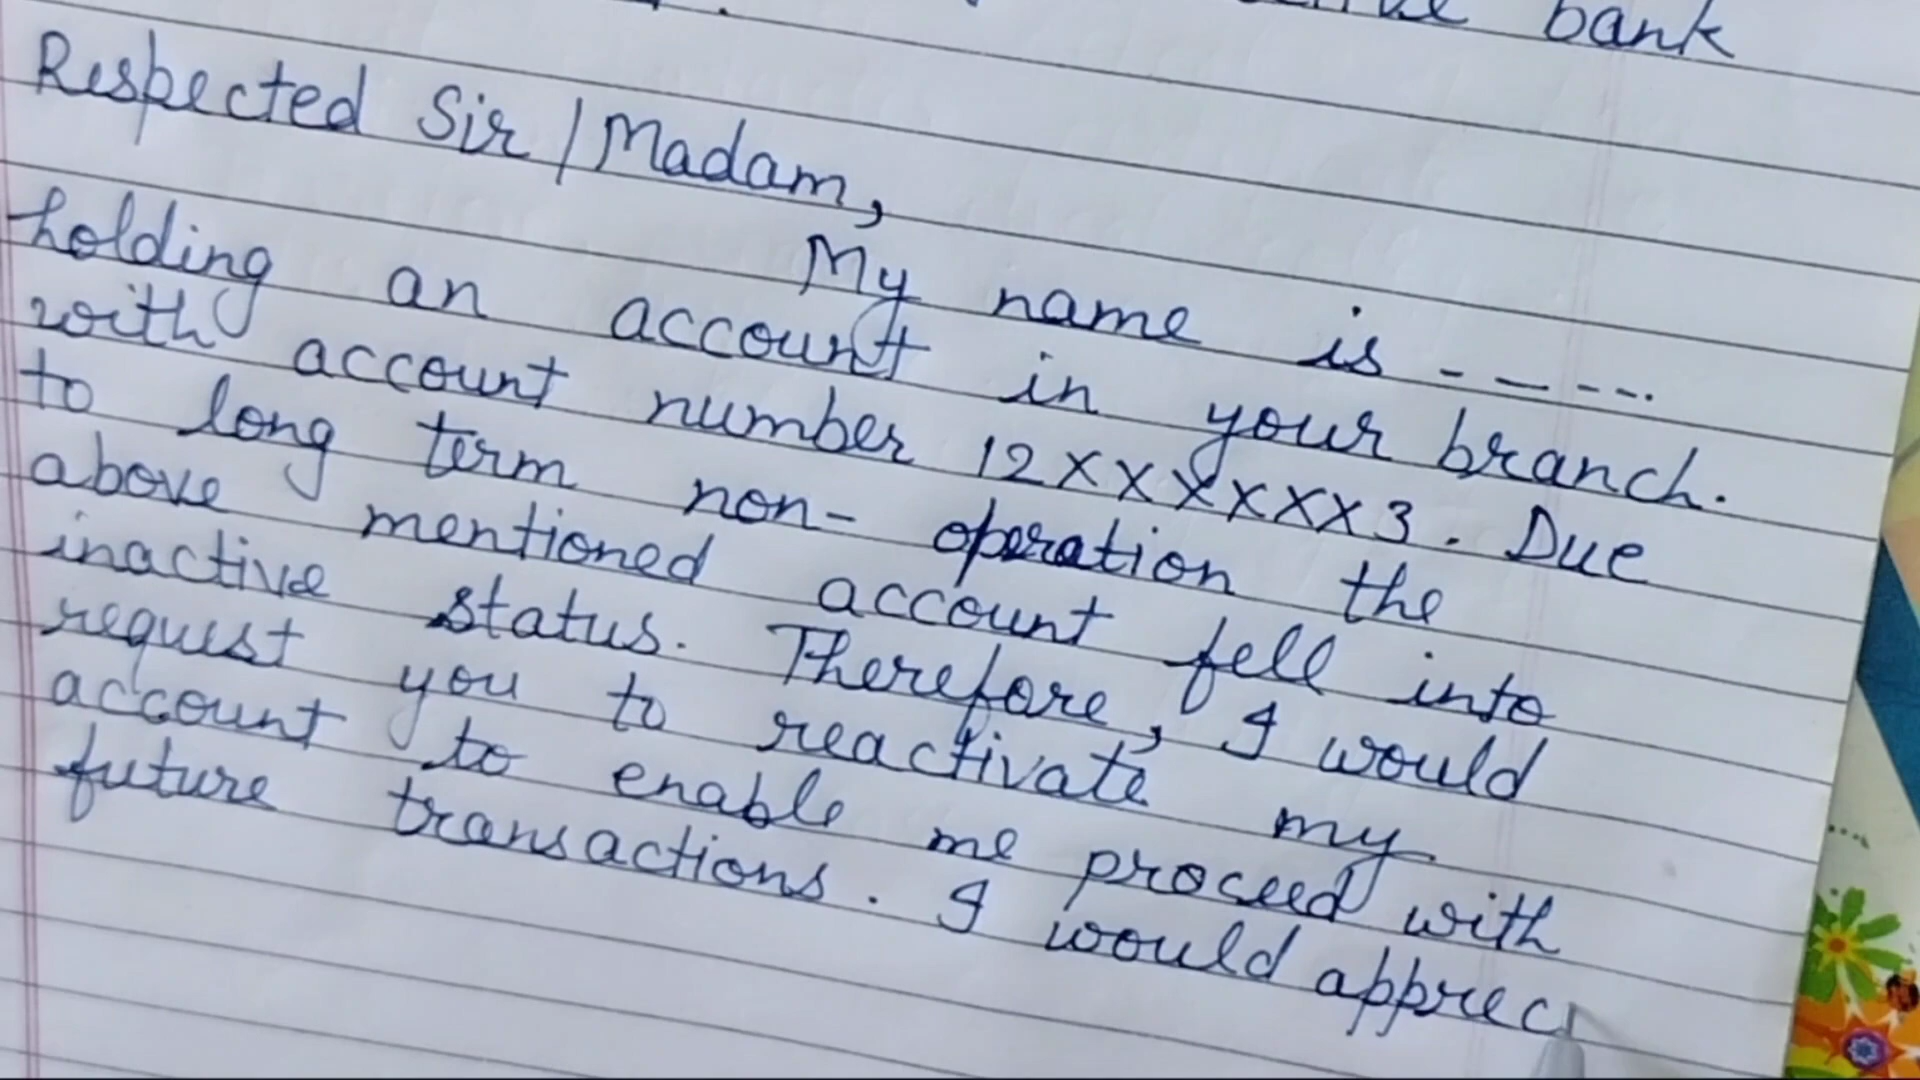 bank
Respected Sir / Madam,
My name is - - - - - -
holding an account in your branch.
with account number 12XXXXXXX3. Due
to long term non-operation the
above mentioned account fell into
inactive status. Therefore, I would
request you to reactivate my
account to enable me proceed with
future transactions. I would apprec